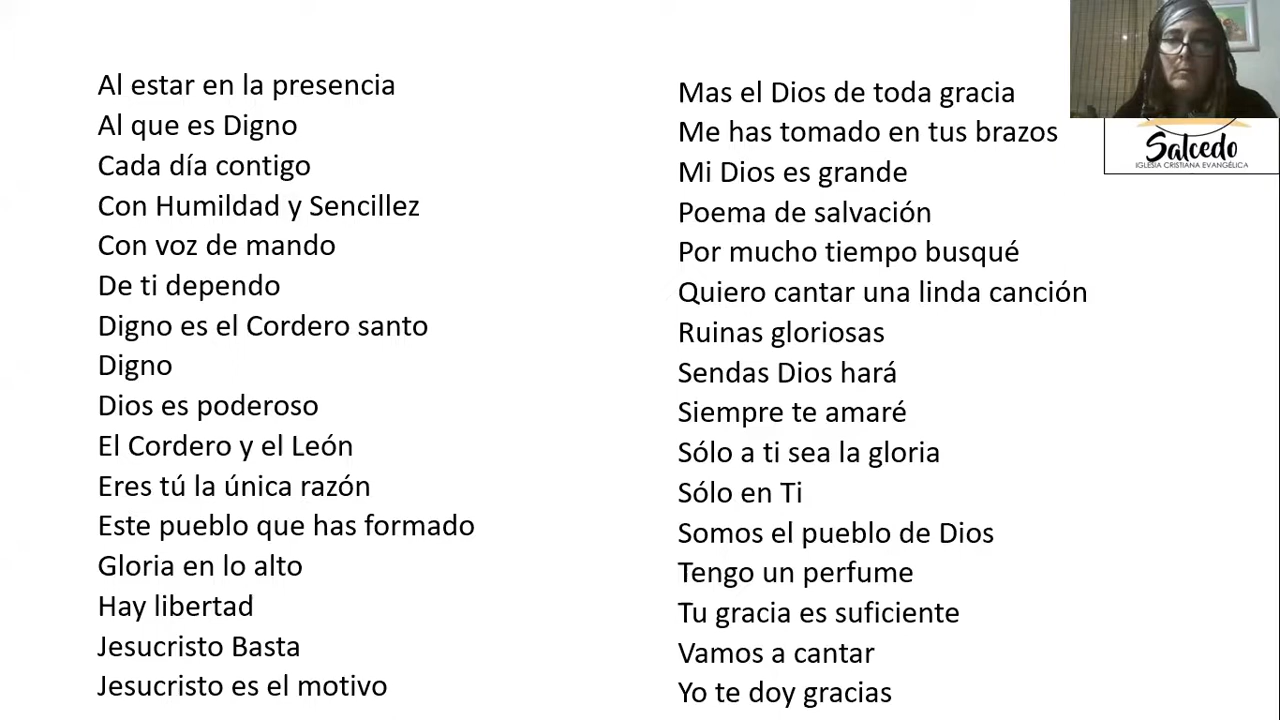 Al estar en la presencia
Al que es Digno
Cada día contigo
Con Humildad y Sencillez
Con voz de mando
De ti dependo
Digno es el Cordero santo
Digno
Dios es poderoso
El Cordero y el León
Eres tú la única razón
Este pueblo que has formado
Gloria en lo alto
Hay libertad
Jesucristo Basta
Jesucristo es el motivo
Mas el Dios de toda gracia
Me has tomado en tus brazos
Mi Dios es grande
Poema de salvación
Por mucho tiempo busqué
Quiero cantar una linda canción
Ruinas gloriosas
Sendas Dios hará
Siempre te amaré
Sólo a ti sea la gloria
Sólo en Ti
Somos el pueblo de Dios
Tengo un perfume
Tu gracia es suficiente
Vamos a cantar
Yo te doy gracias
Salcedo
IGLESIA CRISTIANA EVANGÉLICA